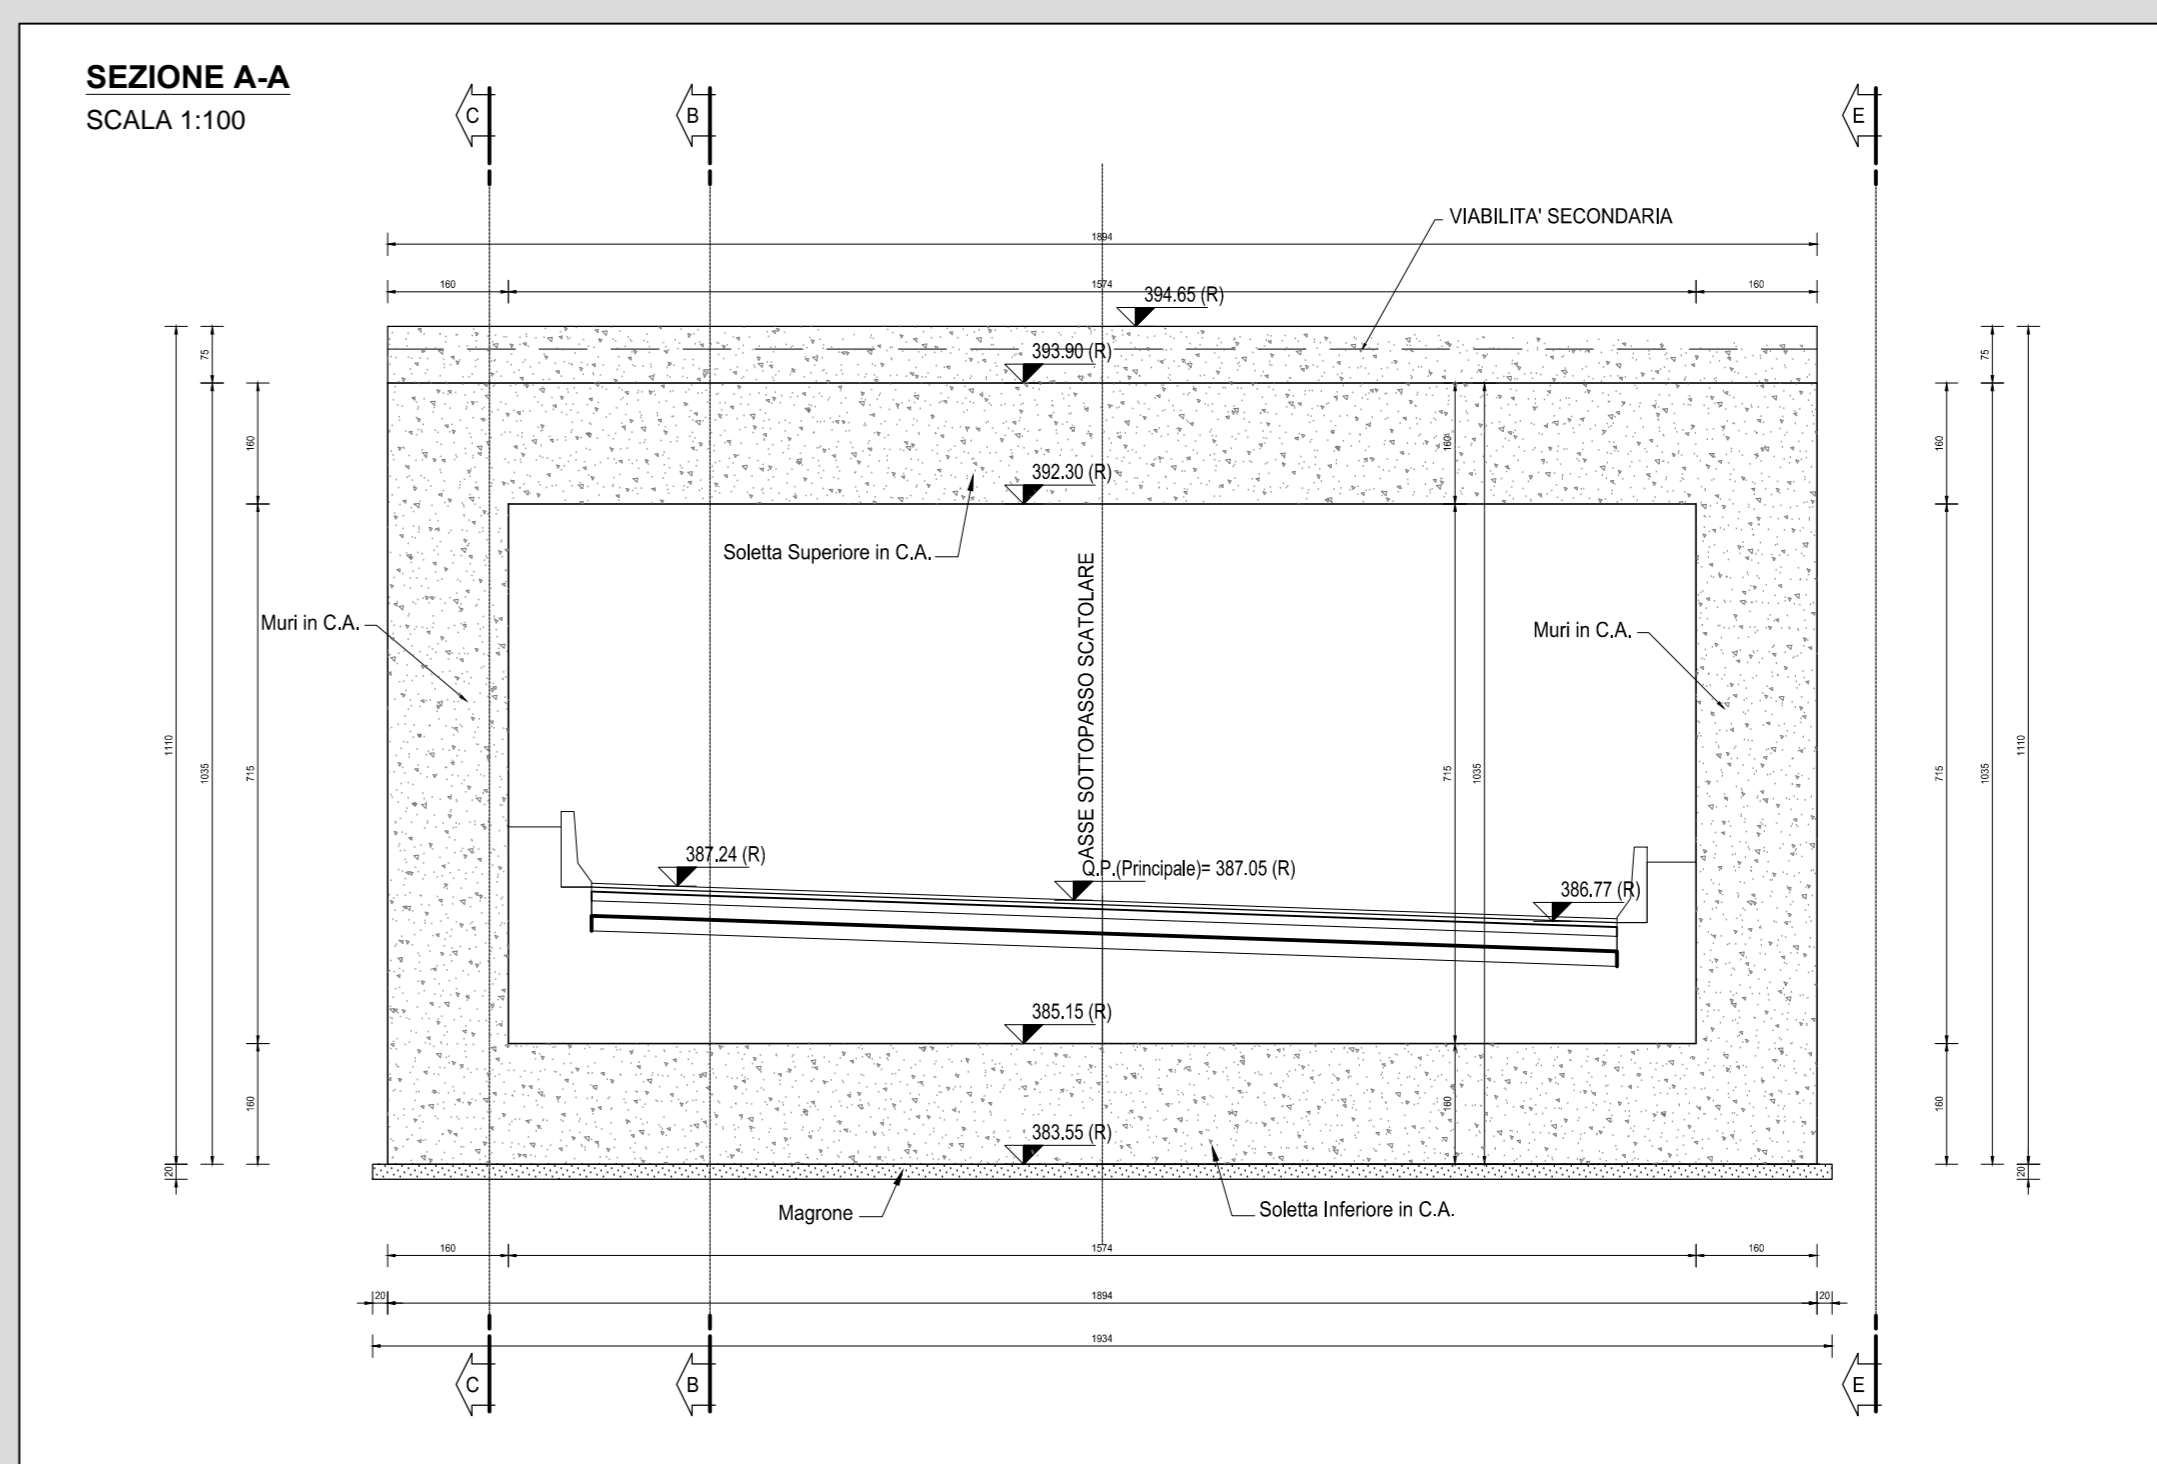 SEZIONE A-A
SCALA 1:100
C
B
E
VIABILITA' SECONDARIA
1894
160
1574
160
394.65 (R)
75
393.90 (R)
75
160
160
160
392.30 (R)
Soletta Superiore in C.A.
ASSE SOTTOPASSO SCATOLARE
Muri in C.A.
Muri in C.A.
1110
1035
715
715
1035
715
1035
1110
387.24 (R)
Q.P.(Principale)= 387.05 (R)
386.77 (R)
385.15 (R)
160
160
160
383.55 (R)
20
20
Magrone
Soletta Inferiore in C.A.
160
1574
160
20
1894
20
1934
C
B
E